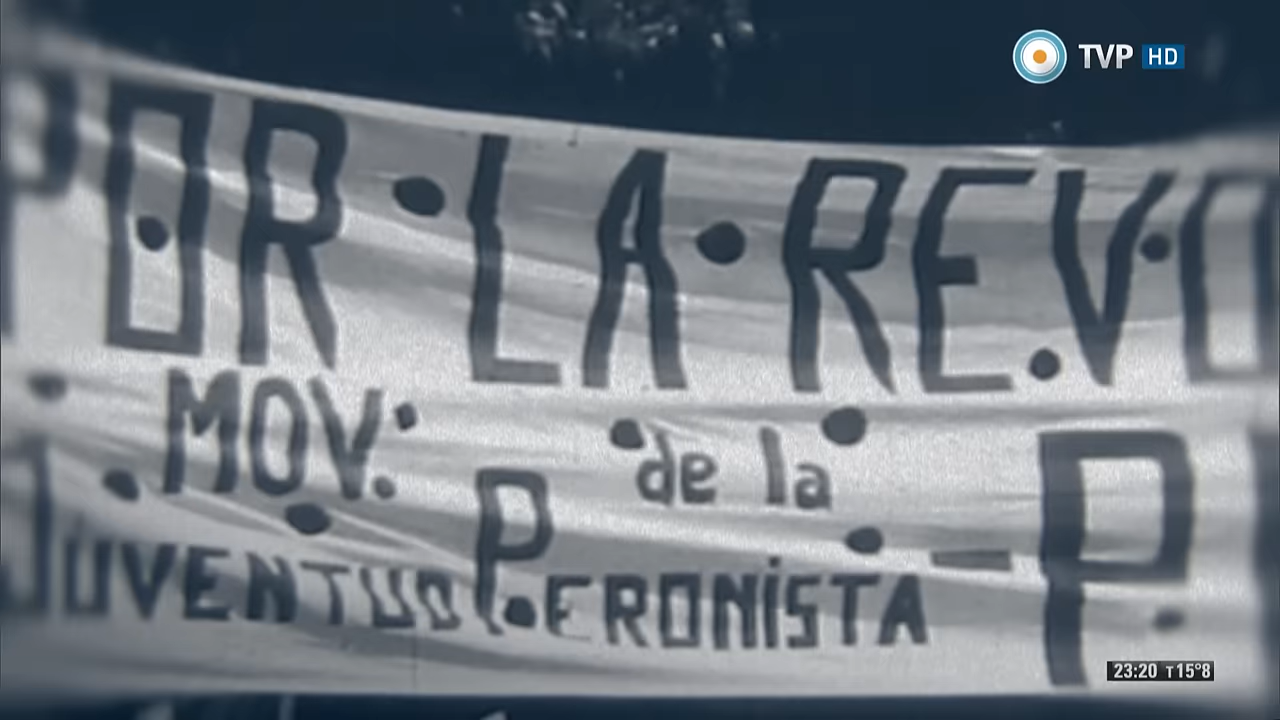 TVP HD
POR LA REVO
MOV. de la
JUVENTUD PERONISTA - P
23:20 T15°8